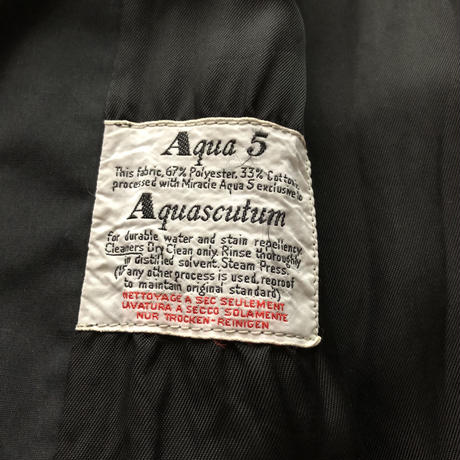 Aqua 5
This fabric, 67% Polyester, 33% Cotton,
processed with Miracle Aqua 5 exclusive to
Aquascutum
for durable water and stain repellency
Cleaners Dry Clean only. Rinse thoroughly
in distilled solvent. Steam Press.
(If any other process is used, reproof
to maintain original standard)
NETTOYAGE A SEC SEULEMENT
LAVATURA A SECCO SOLAMENTE
NUR TROCKEN-REINIGEN